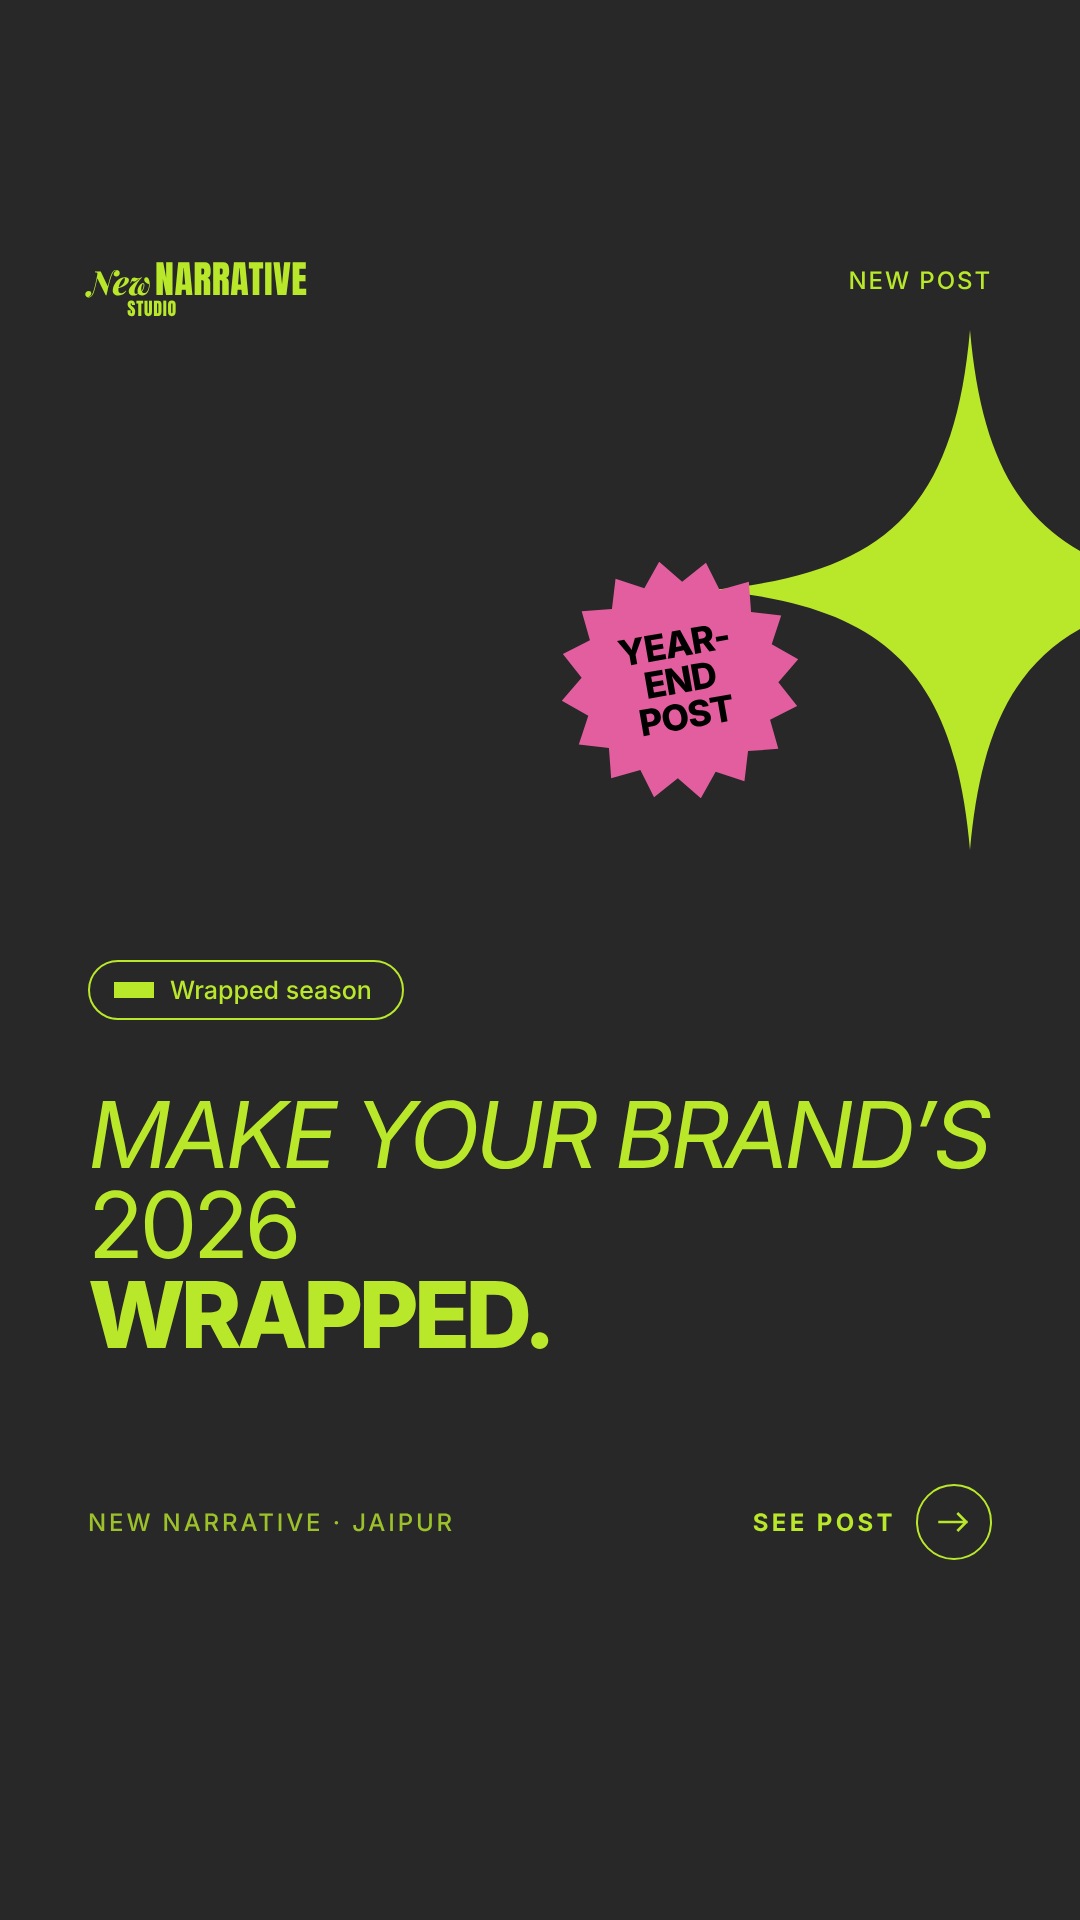 New NARRATIVE
STUDIO
NEW POST
YEAR-
END
POST
Wrapped season
MAKE YOUR BRAND’S
2026
WRAPPED.
NEW NARRATIVE · JAIPUR
SEE POST →